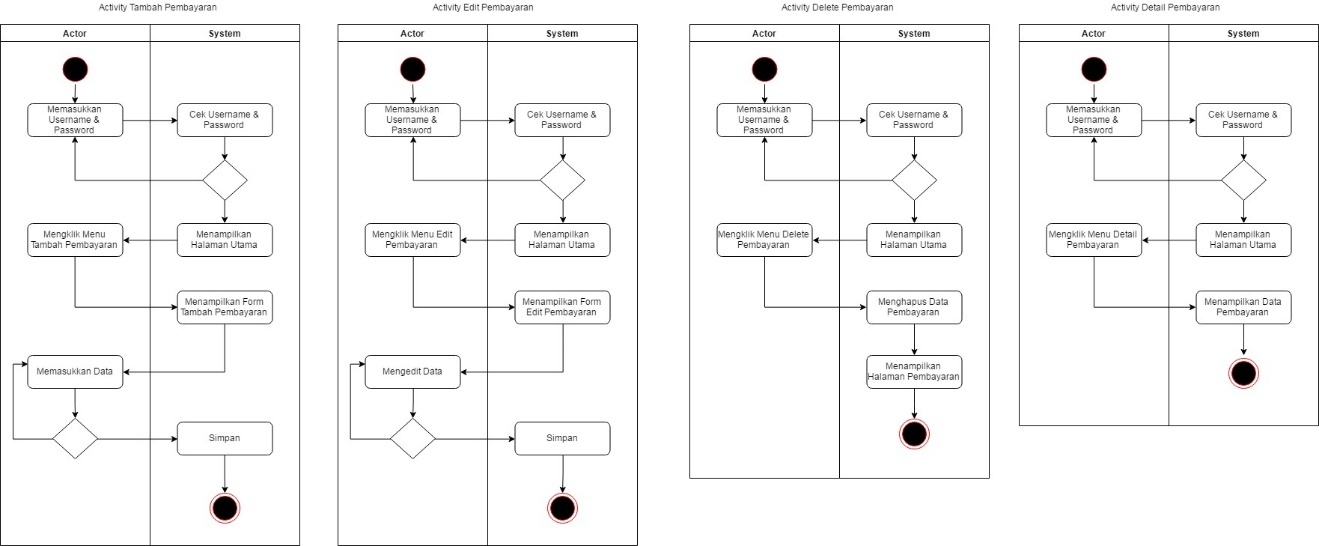 Activity Tambah Pembayaran
Actor
System
Memasukkan
Username &
Password
Cek Username &
Password
Mengklik Menu
Tambah Pembayaran
Menampilkan
Halaman Utama
Menampilkan Form
Tambah Pembayaran
Memasukkan Data
Simpan
Activity Edit Pembayaran
Actor
System
Memasukkan
Username &
Password
Cek Username &
Password
Mengklik Menu Edit
Pembayaran
Menampilkan
Halaman Utama
Menampilkan Form
Edit Pembayaran
Mengedit Data
Simpan
Activity Delete Pembayaran
Actor
System
Memasukkan
Username &
Password
Cek Username &
Password
Mengklik Menu Delete
Pembayaran
Menampilkan
Halaman Utama
Menghapus Data
Pembayaran
Menampilkan
Halaman Pembayaran
Activity Detail Pembayaran
Actor
System
Memasukkan
Username &
Password
Cek Username &
Password
Mengklik Menu Detail
Pembayaran
Menampilkan
Halaman Utama
Menampilkan Data
Pembayaran